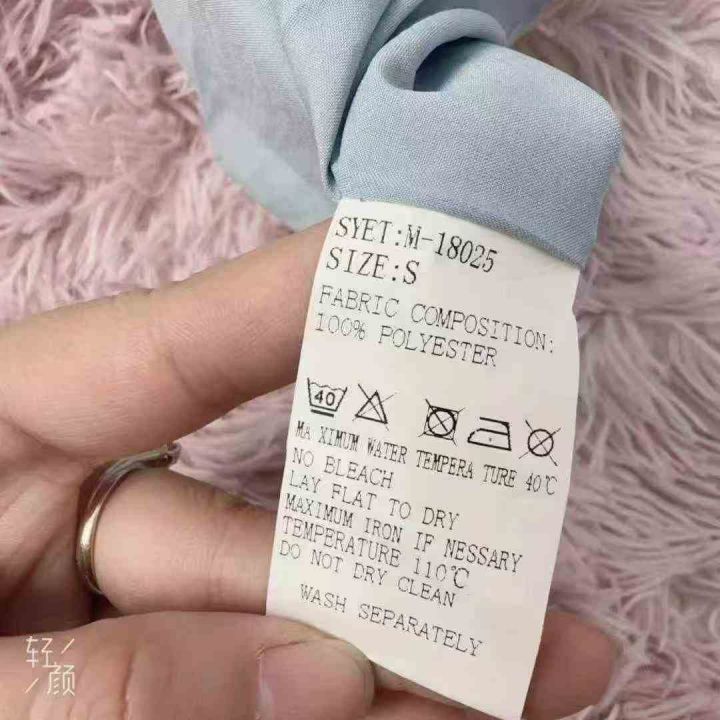 SYET:M-18025
SIZE:S
FABRIC COMPOSITION:
100% POLYESTER
40
MA XIMUM WATER TEMPERA TURE 40℃
NO BLEACH
LAY FLAT TO DRY
MAXIMUM IRON IF NESSARY
TEMPERATURE 110℃
DO NOT DRY CLEAN
WASH SEPARATELY
轻
颜